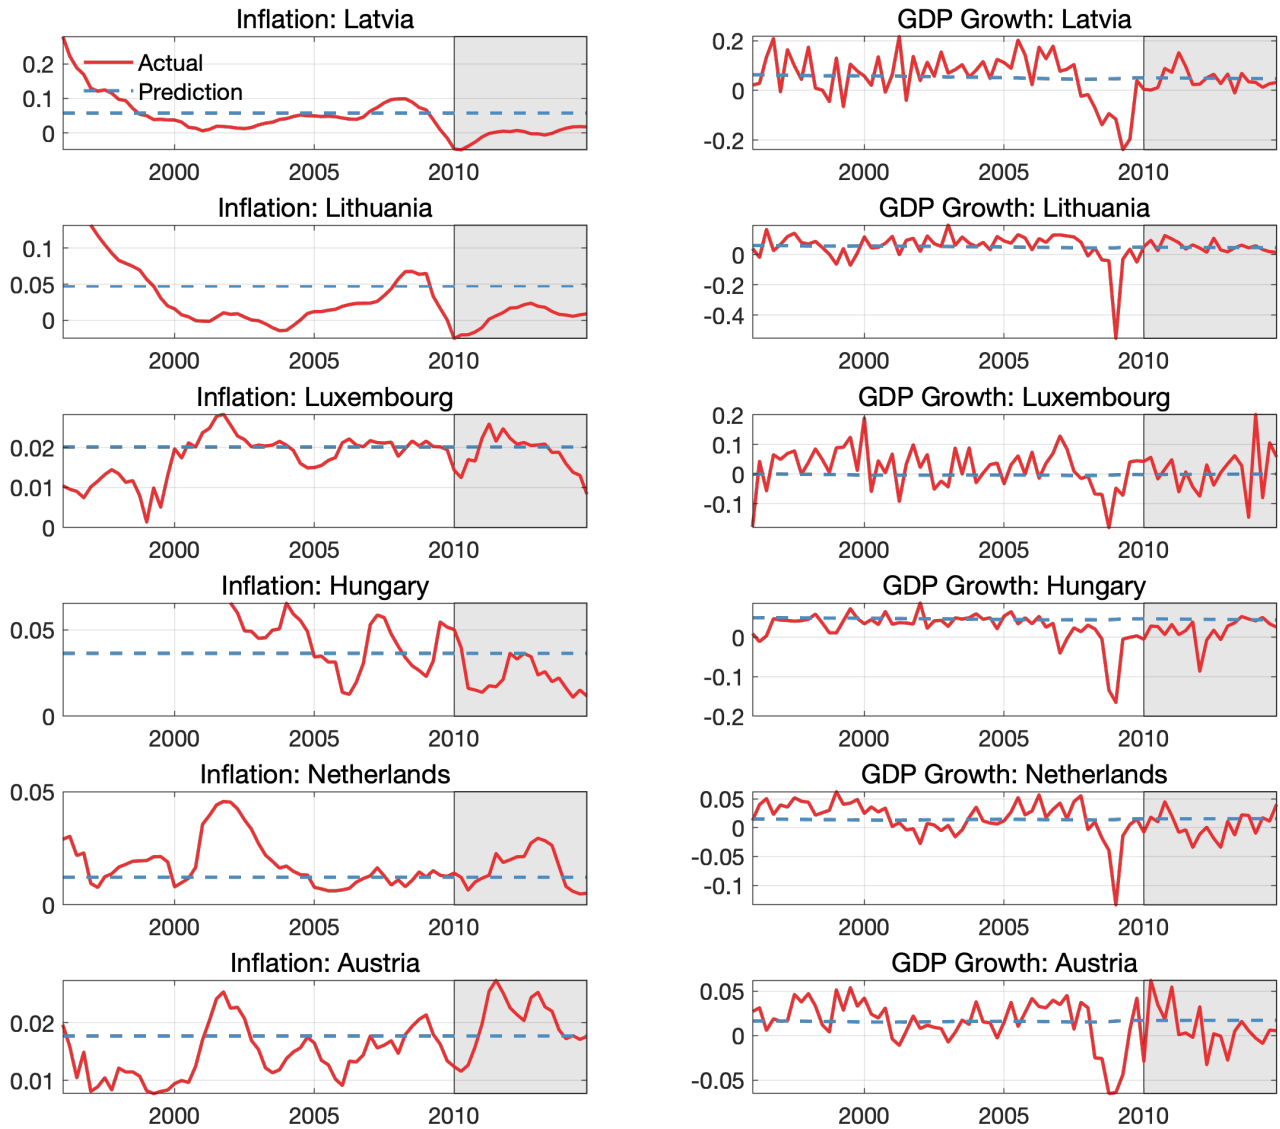 Inflation: Latvia
Actual
Prediction
0.2
0.1
0
2000 2005 2010
GDP Growth: Latvia
0.2
0
-0.2
2000 2005 2010
Inflation: Lithuania
0.1
0.05
0
2000 2005 2010
GDP Growth: Lithuania
0
-0.2
-0.4
2000 2005 2010
Inflation: Luxembourg
0.02
0.01
0
2000 2005 2010
GDP Growth: Luxembourg
0.2
0.1
0
-0.1
2000 2005 2010
Inflation: Hungary
0.05
0
2000 2005 2010
GDP Growth: Hungary
0
-0.1
-0.2
2000 2005 2010
Inflation: Netherlands
0.05
0
2000 2005 2010
GDP Growth: Netherlands
0.05
0
-0.05
-0.1
2000 2005 2010
Inflation: Austria
0.02
0.01
2000 2005 2010
GDP Growth: Austria
0.05
0
-0.05
2000 2005 2010